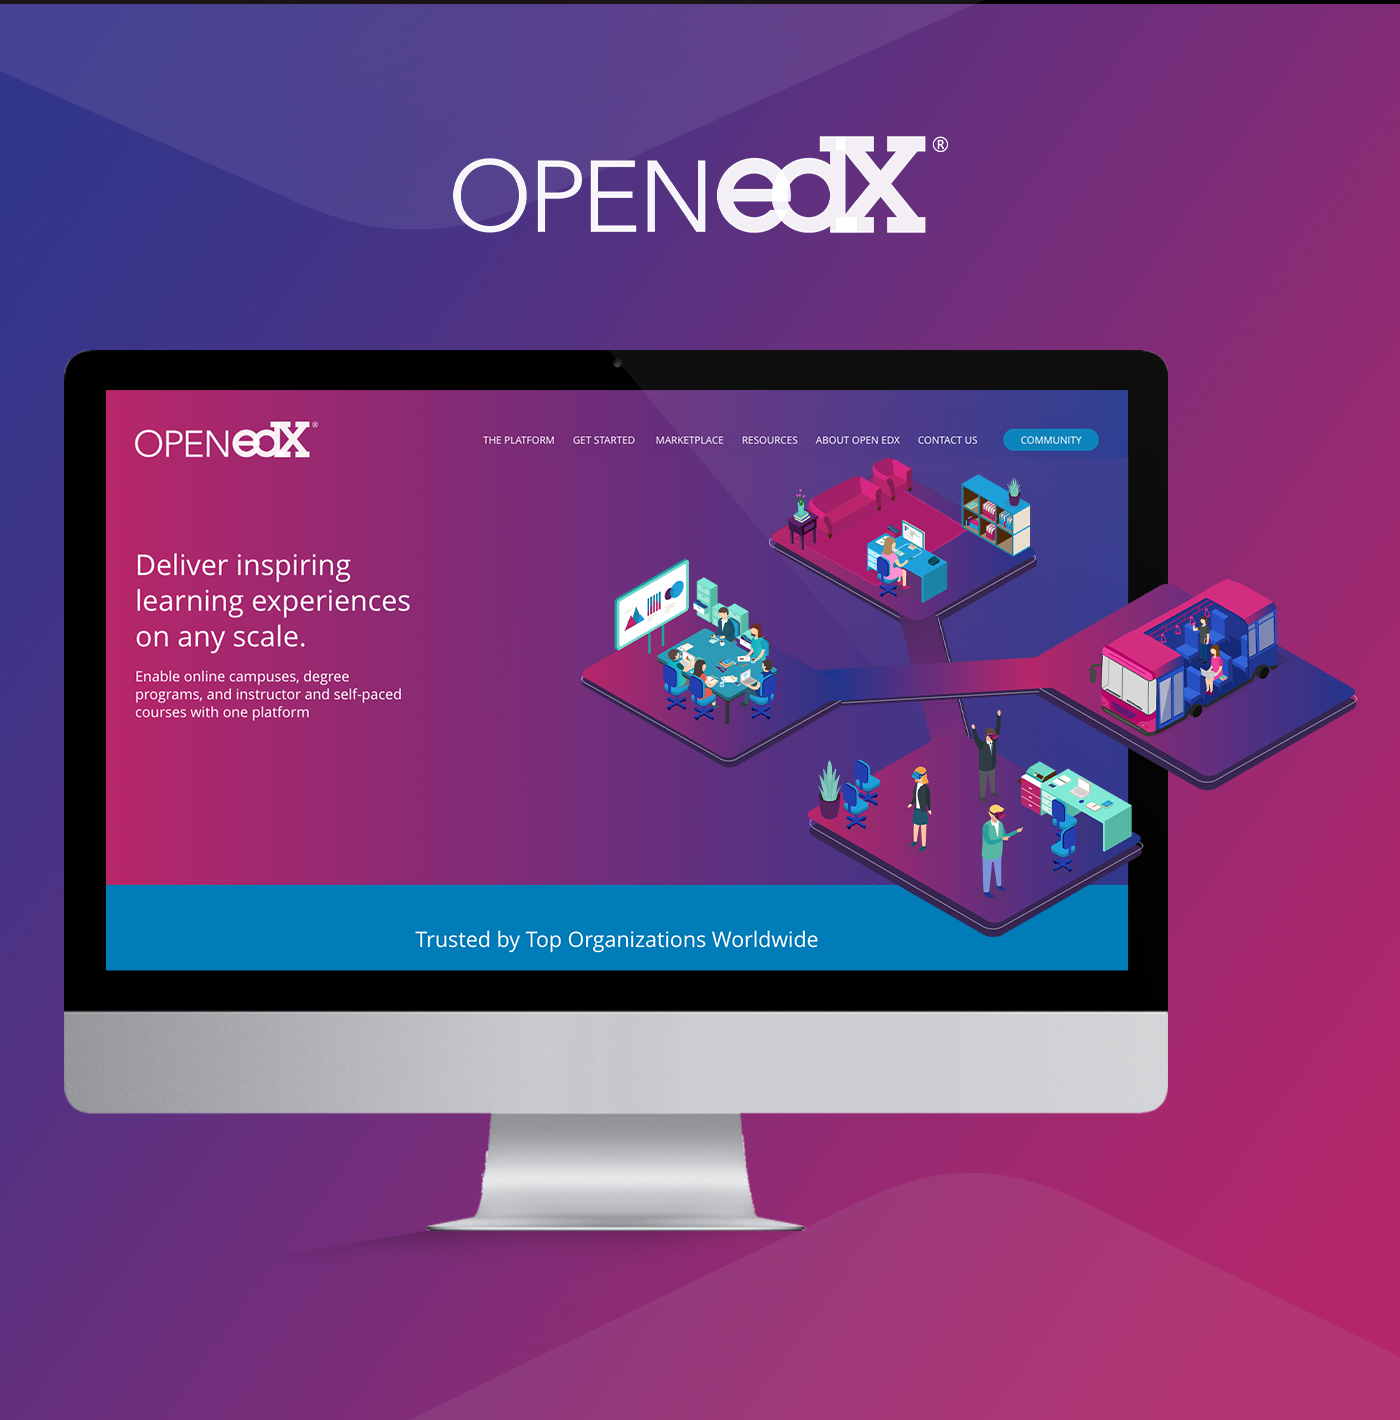 OPENedX®
OPENedX®
THE PLATFORM GET STARTED MARKETPLACE RESOURCES ABOUT OPEN EDX CONTACT US COMMUNITY
Deliver inspiring
learning experiences
on any scale.
Enable online campuses, degree
programs, and instructor and self-paced
courses with one platform
Trusted by Top Organizations Worldwide